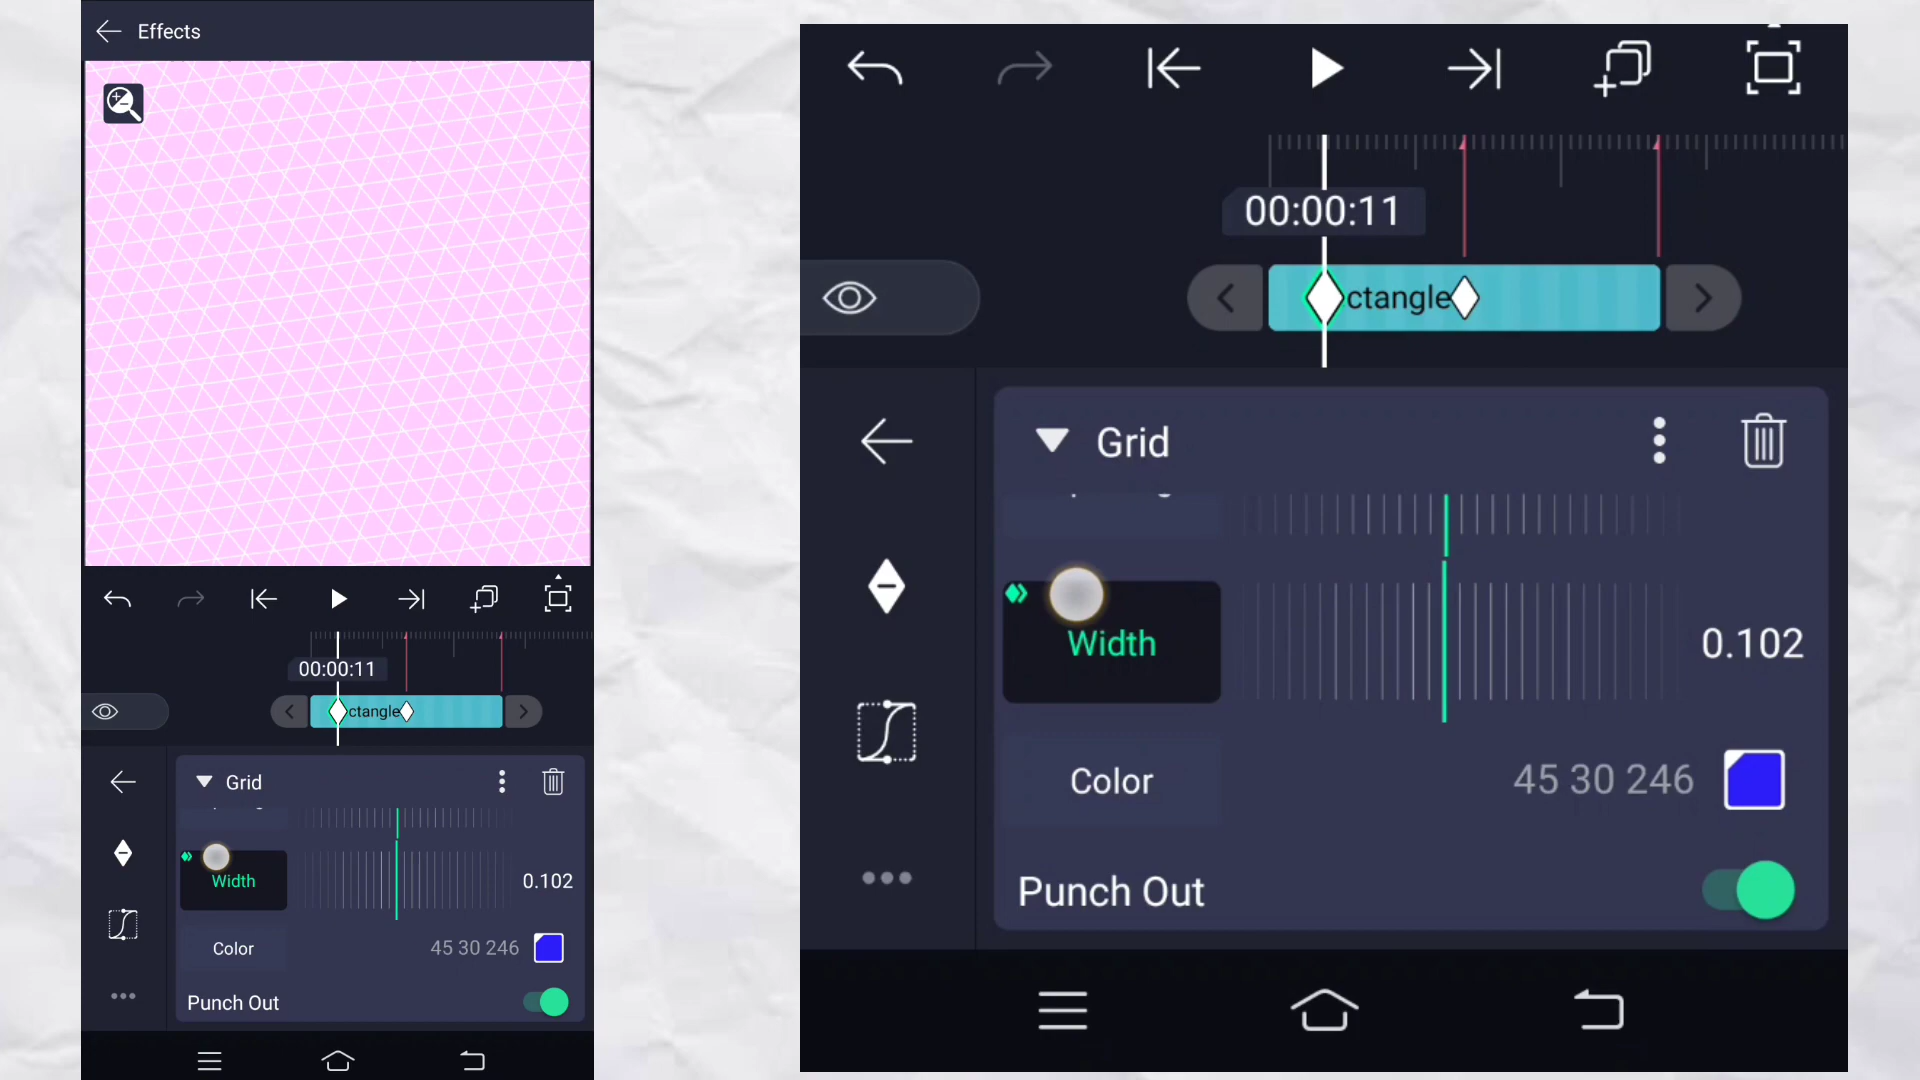 Effects
00:00:11
ctangle
Grid
Width
0.102
Color
45 30 246
Punch Out
00:00:11
ctangle
Grid
Width
0.102
Color
45 30 246
Punch Out